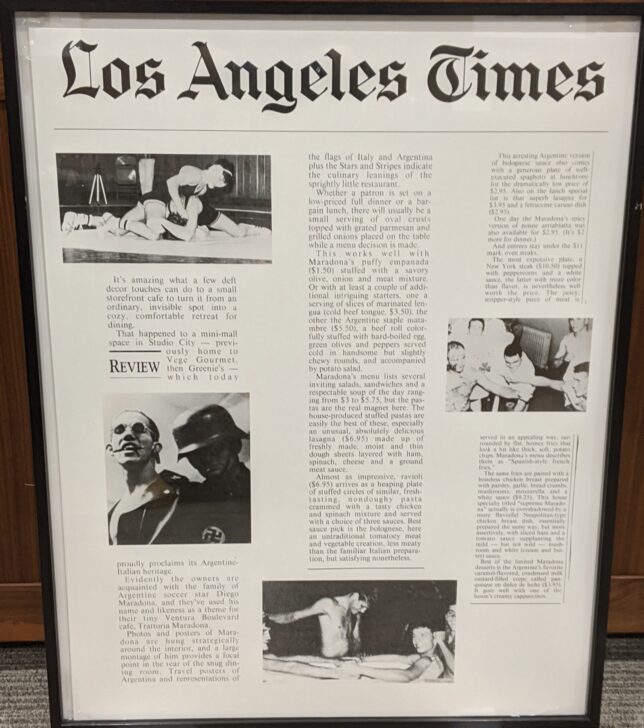 Los Angeles Times
It's amazing what a few deft
decor touches can do to a small
storefront cafe to turn it from an
ordinary, invisible spot into a
cozy, comfortable retreat for
dining.
That happened to a mini-mall
space in Studio City — previ-
ously home to
Vege Gourmet,
then Greenie's —
which today
REVIEW
proudly proclaims its Argentine-
Italian heritage.
Evidently the owners are
acquainted with the family of
Argentine soccer star Diego
Maradona, and they've used his
name and likeness as a theme for
their tiny Ventura Boulevard
cafe, Trattoria Maradona.
Photos and posters of Mara-
dona are hung strategically
around the interior, and a large
montage of him provides a focal
point in the rear of the snug din-
ing room. Travel posters of
Argentina and representations of
the flags of Italy and Argentina
plus the Stars and Stripes indicate
the culinary leanings of the
sprightly little restaurant.
Whether a patron is set on a
low-priced full dinner or a bar-
gain lunch, there will usually be a
small serving of oval crusts
topped with grated parmesan and
grilled onions placed on the table
while a menu decision is made.
This works well with
Maradona's puffy empanada
($1.50) stuffed with a savory
olive, onion and meat mixture.
Or with at least a couple of addi-
tional intriguing starters, one a
serving of slices of marinated len-
gua (cold beef tongue, $3.50), the
other the Argentine staple mata-
mbre ($5.50), a beef roll color-
fully stuffed with hard-boiled egg,
green olives and peppers served
cold in handsome but slightly
chewy rounds, and accompanied
by potato salad.
Maradona's menu lists several
inviting salads, sandwiches and a
respectable soup of the day rang-
ing from $3 to $5.75, but the pas-
tas are the real magnet here. The
house-produced stuffed pastas are
easily the best of these, especially
an unusual, absolutely delicious
lasagna ($6.95) made up of
freshly made, moist and thin
dough sheets layered with ham,
spinach, cheese and a ground
meat sauce.
Almost as impressive, ravioli
($6.95) arrives as a heaping plate
of stuffed circles of similar, fresh-
tasting, nondoughy pasta
crammed with a tasty chicken
and spinach mixture and served
with a choice of three sauces. Best
sauce pick is the bolognese, here
an untraditional tomatoey meat
and vegetable creation, less meaty
than the familiar Italian prepara-
tion, but satisfying nonetheless.
This arresting Argentine version
of bolognese sauce also comes
with a generous plate of well-
executed spaghetti at lunchtime
for the dramatically low price of
$2.95. Also on the lunch special
list is that superb lasagna for
$3.95 and a fettuccine caruso dish
($2.95).
One day the Maradona's spicy
version of penne arrabiatta was
also available for $2.95. (It's $2
more for dinner.)
And entrees stay under the $11
mark, even steaks.
The most expensive plate, a
New York steak ($10.50) topped
with peppercorns and a white
sauce, the latter with more color
than flavor, is nevertheless well
worth the price. The juicy,
piece of meat is
served in an appealing way, sur-
rounded by flat, homey fries that
look a bit like thick, soft, potato
chips. Maradona's menu describes
them as "Spanish-style french
fries."
The same fries are paired with a
boneless chicken breast prepared
with parsley, garlic, bread crumbs,
mushrooms, mozzarella and a
white sauce ($9.25). This house
specialty titled "suprema Marado-
na" actually is overshadowed by a
more flavorful Neapolitan-type
chicken breast dish, essentially
prepared the same way, but more
assertively, with sliced ham and a
tomato sauce supplanting the
mild — but not wild — mush-
room and white (cream and but-
ter) sauce.
Best of the limited Maradona
desserts is the Argentine's favorite
caramel-flavored, condensed milk
custard-filled crepe called pan-
queque en dulce de leche ($3.95).
It goes well with one of the
house's creamy cappuccinos.